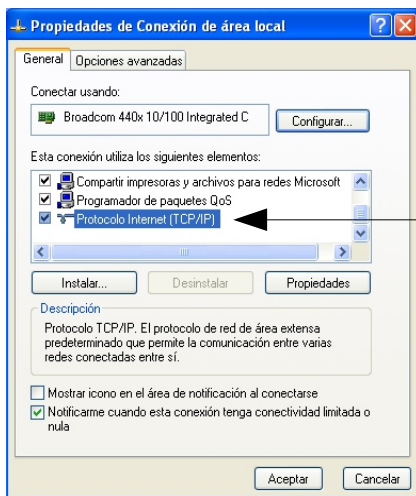 Propiedades de Conexión de área local
General
Opciones avanzadas
Conectar usando:
Broadcom 440x 10/100 Integrated C
Configurar...
Esta conexión utiliza los siguientes elementos:
Compartir impresoras y archivos para redes Microsoft
Programador de paquetes QoS
Protocolo Internet (TCP/IP)
Instalar...
Desinstalar
Propiedades
Descripción
Protocolo TCP/IP. El protocolo de red de área extensa
predeterminado que permite la comunicación entre varias
redes conectadas entre sí.
Mostrar icono en el área de notificación al conectarse
Notificarme cuando esta conexión tenga conectividad limitada o
nula
Aceptar
Cancelar